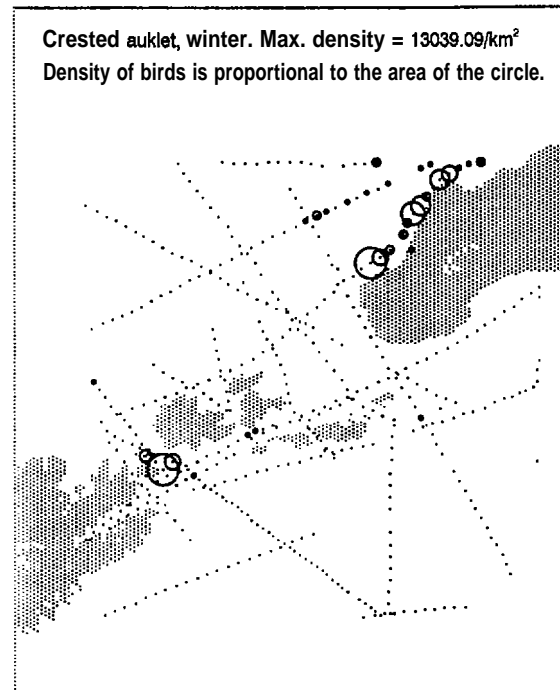 Crested auklet, winter. Max. density = 13039.09/km²
Density of birds is proportional to the area of the circle.